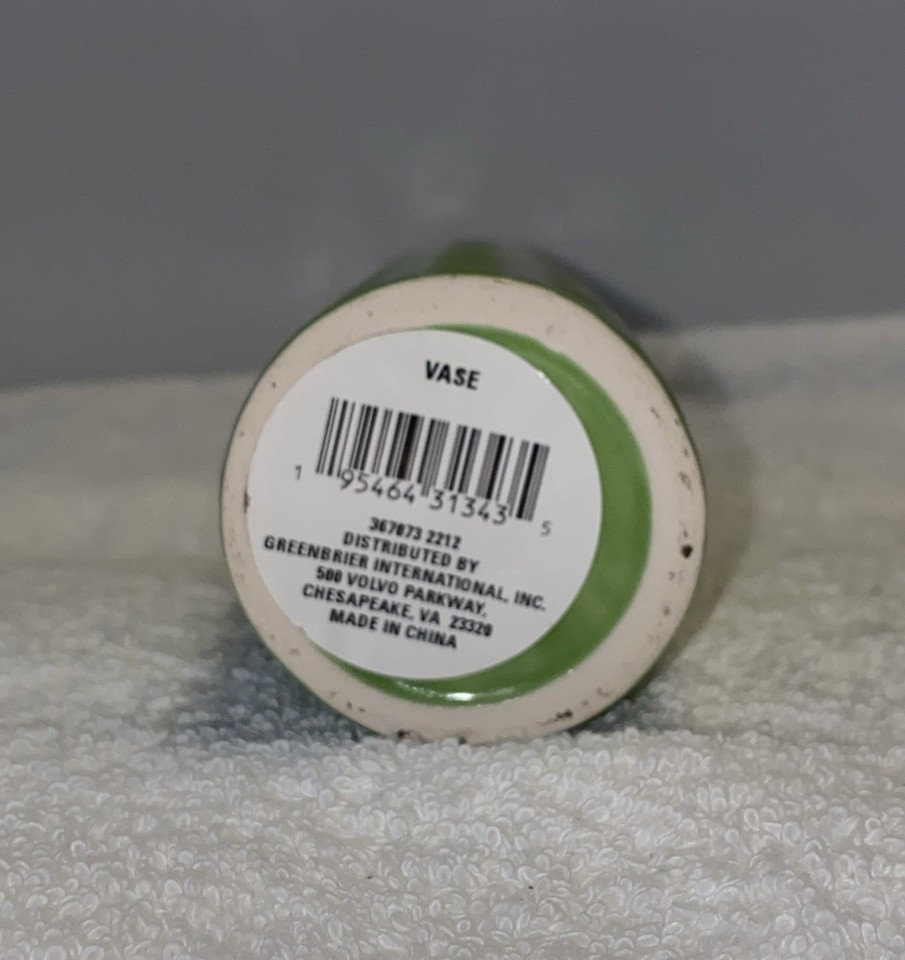 VASE
1 95464 31343 5
367073 2212
DISTRIBUTED BY
GREENBRIER INTERNATIONAL, INC.
500 VOLVO PARKWAY,
CHESAPEAKE, VA 23320
MADE IN CHINA